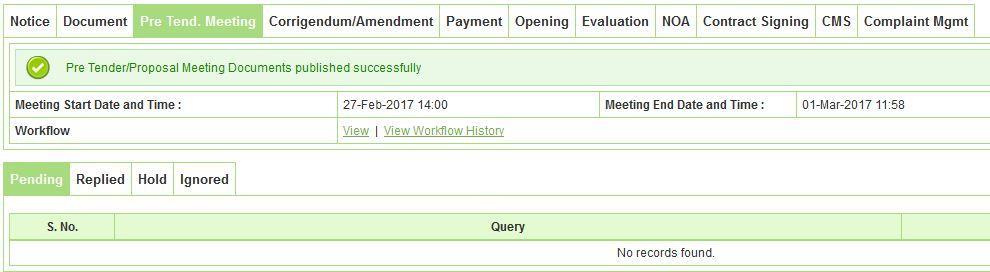 Notice Document Pre Tend. Meeting Corrigendum/Amendment Payment Opening Evaluation NOA Contract Signing CMS Complaint Mgmt
Pre Tender/Proposal Meeting Documents published successfully
Meeting Start Date and Time : 27-Feb-2017 14:00 Meeting End Date and Time : 01-Mar-2017 11:58
Workflow View | View Workflow History
Pending Replied Hold Ignored
S. No. Query
No records found.